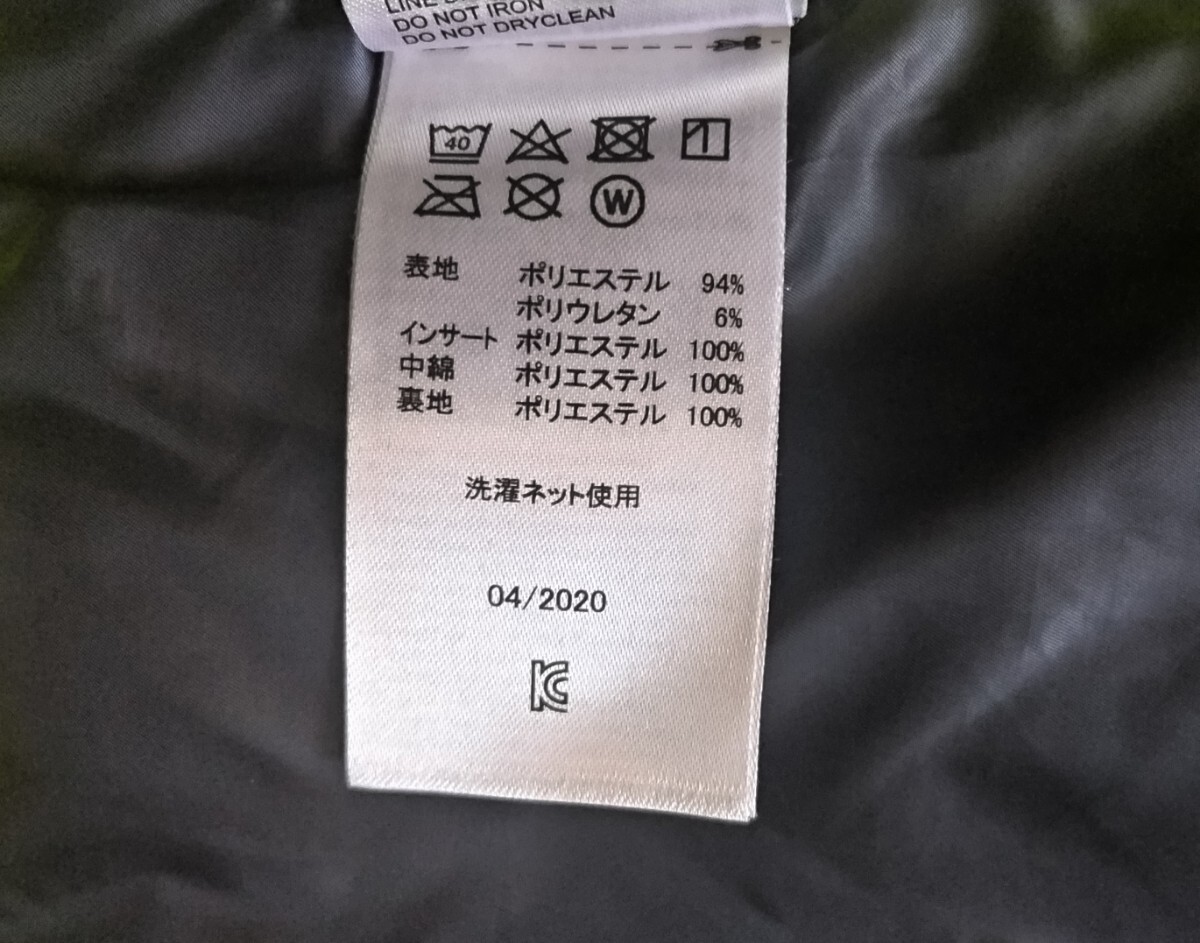 DO NOT IRON
DO NOT DRYCLEAN
40
W
表地 ポリエステル 94%
ポリウレタン 6%
インサート ポリエステル 100%
中綿 ポリエステル 100%
裏地 ポリエステル 100%
洗濯ネット使用
04/2020